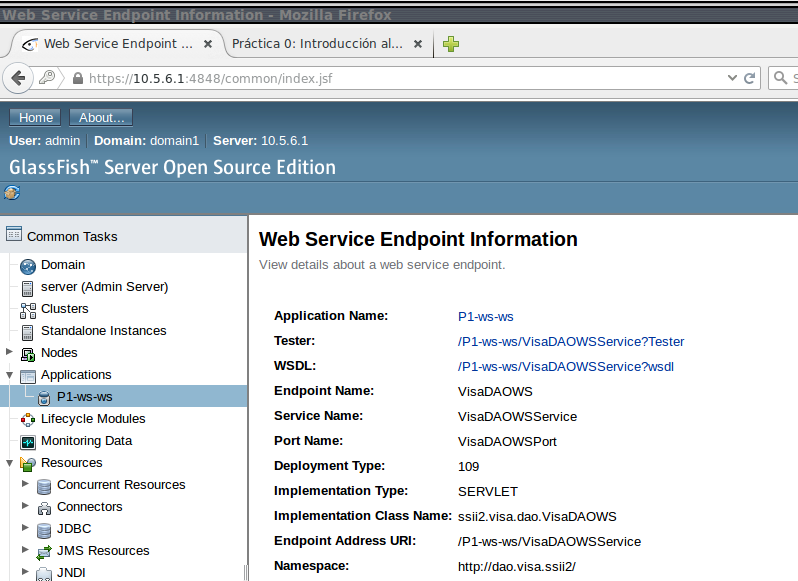 Web Service Endpoint Information - Mozilla Firefox
Web Service Endpoint ... × Práctica 0: Introducción al... ×
https://10.5.6.1:4848/common/index.jsf
Home About...
User: admin Domain: domain1 Server: 10.5.6.1
GlassFish™ Server Open Source Edition
Common Tasks
Domain
server (Admin Server)
Clusters
Standalone Instances
Nodes
Applications
P1-ws-ws
Lifecycle Modules
Monitoring Data
Resources
Concurrent Resources
Connectors
JDBC
JMS Resources
JNDI
Web Service Endpoint Information
View details about a web service endpoint.
Application Name: P1-ws-ws
Tester: /P1-ws-ws/VisaDAOWSService?Tester
WSDL: /P1-ws-ws/VisaDAOWSService?wsdl
Endpoint Name: VisaDAOWS
Service Name: VisaDAOWSService
Port Name: VisaDAOWSPort
Deployment Type: 109
Implementation Type: SERVLET
Implementation Class Name: ssii2.visa.dao.VisaDAOWS
Endpoint Address URI: /P1-ws-ws/VisaDAOWSService
Namespace: http://dao.visa.ssii2/